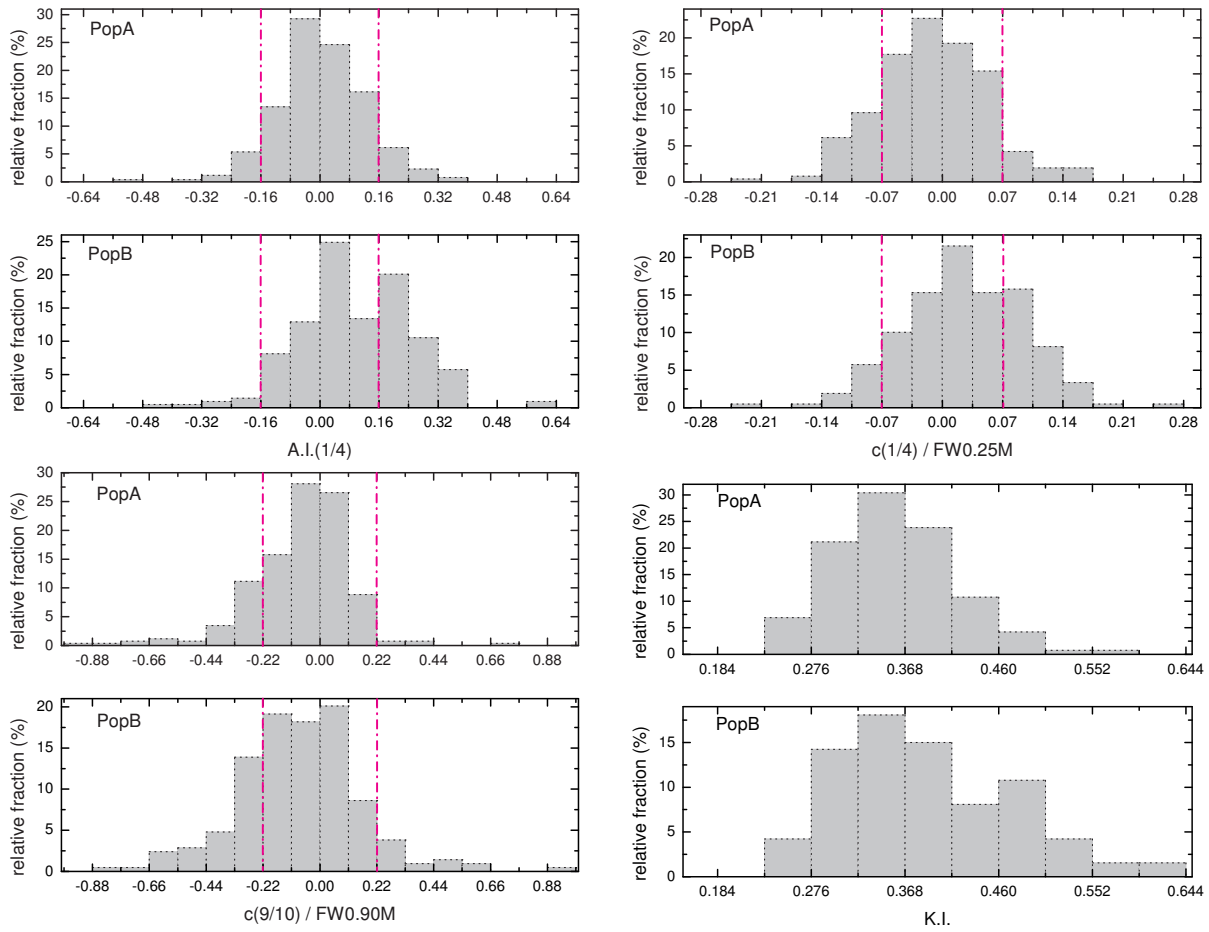 PopA
relative fraction (%)
30
25
20
15
10
5
0
-0.64 -0.48 -0.32 -0.16 0.00 0.16 0.32 0.48 0.64
PopB
relative fraction (%)
25
20
15
10
5
0
-0.64 -0.48 -0.32 -0.16 0.00 0.16 0.32 0.48 0.64
A.I.(1/4)
PopA
relative fraction (%)
20
15
10
5
0
-0.28 -0.21 -0.14 -0.07 0.00 0.07 0.14 0.21 0.28
PopB
relative fraction (%)
20
15
10
5
0
-0.28 -0.21 -0.14 -0.07 0.00 0.07 0.14 0.21 0.28
c(1/4) / FW0.25M
PopA
relative fraction (%)
30
25
20
15
10
5
0
-0.88 -0.66 -0.44 -0.22 0.00 0.22 0.44 0.66 0.88
PopB
relative fraction (%)
20
15
10
5
0
-0.88 -0.66 -0.44 -0.22 0.00 0.22 0.44 0.66 0.88
c(9/10) / FW0.90M
PopA
relative fraction (%)
30
25
20
15
10
5
0
0.184 0.276 0.368 0.460 0.552 0.644
PopB
relative fraction (%)
15
10
5
0
0.184 0.276 0.368 0.460 0.552 0.644
K.I.